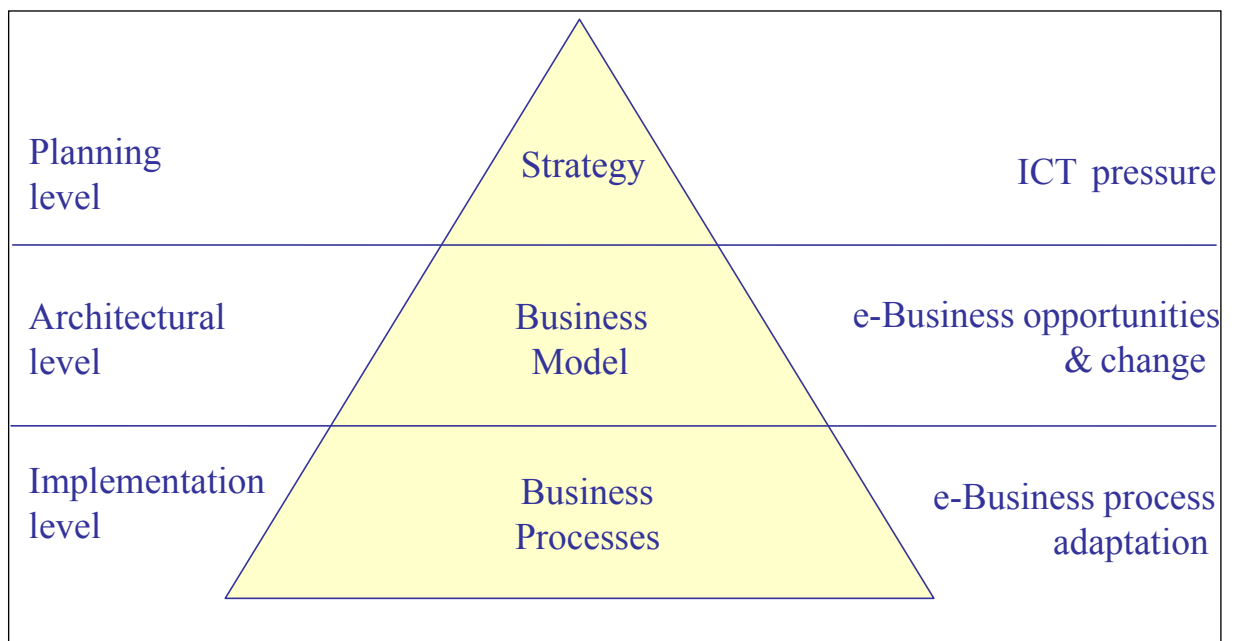 Planning
level
Strategy
ICT pressure
Architectural
level
Business
Model
e-Business opportunities
& change
Implementation
level
Business
Processes
e-Business process
adaptation